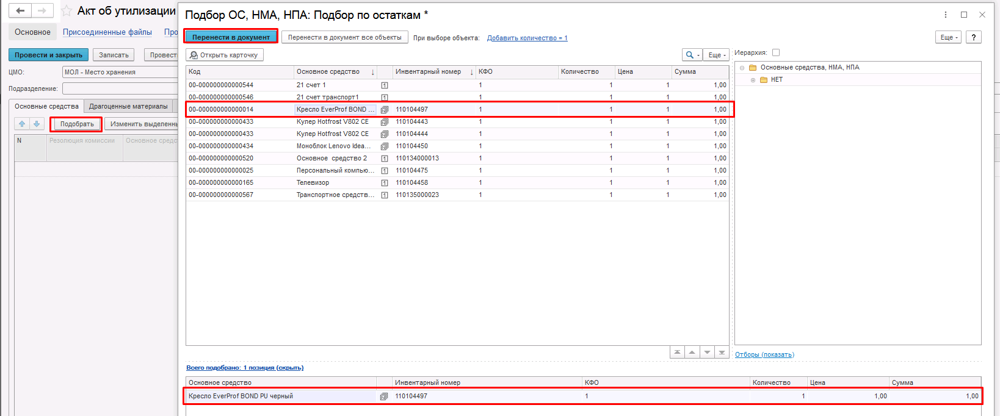 Акт об утилизации
Основное Присоединенные файлы Про
Провести и закрыть Записать Провест
ЦМО: МОЛ - Место хранения
Подразделение:
Основные средства Драгоценные материалы
Подобрать Изменить выделенны
N Резолюция комиссии Основное средст
Подбор ОС, НМА, НПА: Подбор по остаткам *
Перенести в документ Перенести в документ все объекты При выборе объекта: Добавить количество = 1 Еще ?
Открыть карточку Еще Иерархия:
Код Основное средство Инвентарный номер КФО Количество Цена Сумма
00-000000000000544 21 счет 1 1 1 1 1,00
00-000000000000546 21 счет транспорт1 1 1 1 1,00
00-000000000000014 Кресло EverProf BOND ... 110104497 1 1 1 1,00
00-000000000000433 Кулер Hotfrost V802 CE 110104443 1 1 1 1,00
00-000000000000433 Кулер Hotfrost V802 CE 110104444 1 1 1 1,00
00-000000000000434 Моноблок Lenovo Idea... 110104450 1 1 1 1,00
00-000000000000520 Основное средство 2 110134000013 1 1 1 1,00
00-000000000000025 Персональный компью... 110104475 1 1 1 1,00
00-000000000000165 Телевизор 110104458 1 1 1 1,00
00-000000000000567 Транспортное средств... 110135000023 1 1 1 1,00
Основные средства, НМА, НПА
НЕТ
Отборы (показать)
Всего подобрано: 1 позиция (скрыть)
Основное средство Инвентарный номер КФО Количество Цена Сумма
Кресло EverProf BOND PU черный 110104497 1 1 1,00 1,00